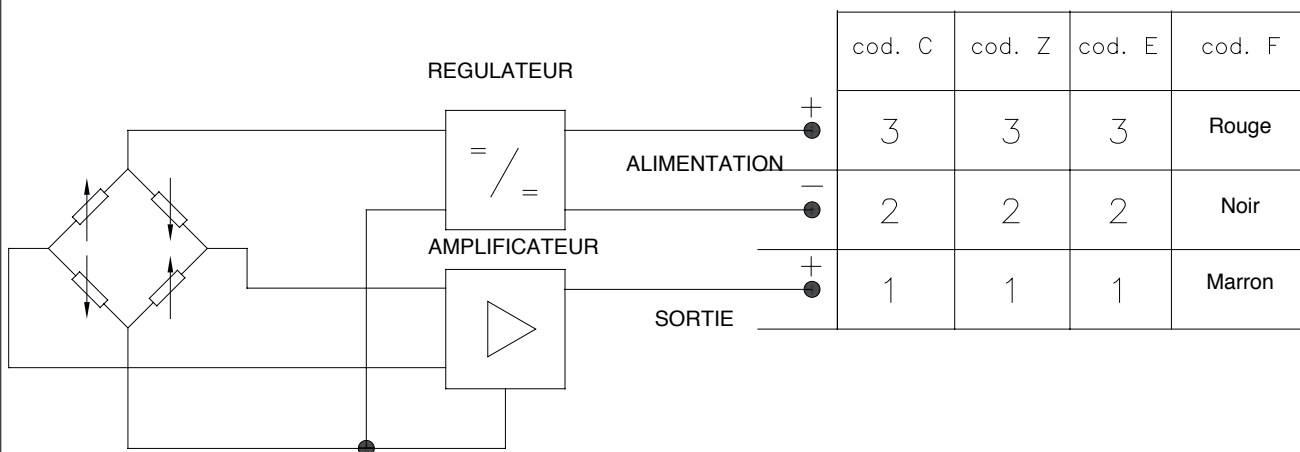 cod. C cod. Z cod. E cod. F
RÉGULATEUR
+
3 3 3 Rouge
= / =
ALIMENTATION
−
2 2 2 Noir
AMPLIFICATEUR
+
1 1 1 Marron
SORTIE